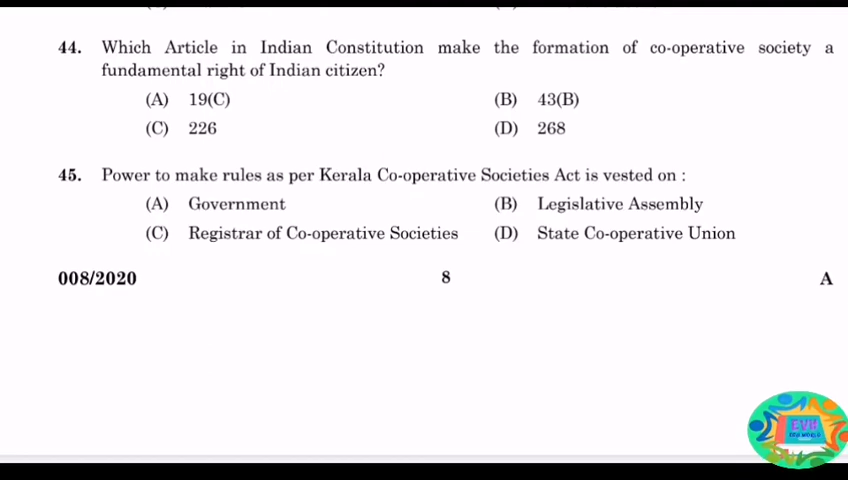 44. Which Article in Indian Constitution make the formation of co-operative society a
fundamental right of Indian citizen?
(A) 19(C) (B) 43(B)
(C) 226 (D) 268
45. Power to make rules as per Kerala Co-operative Societies Act is vested on :
(A) Government (B) Legislative Assembly
(C) Registrar of Co-operative Societies (D) State Co-operative Union
008/2020 8 A
EVH